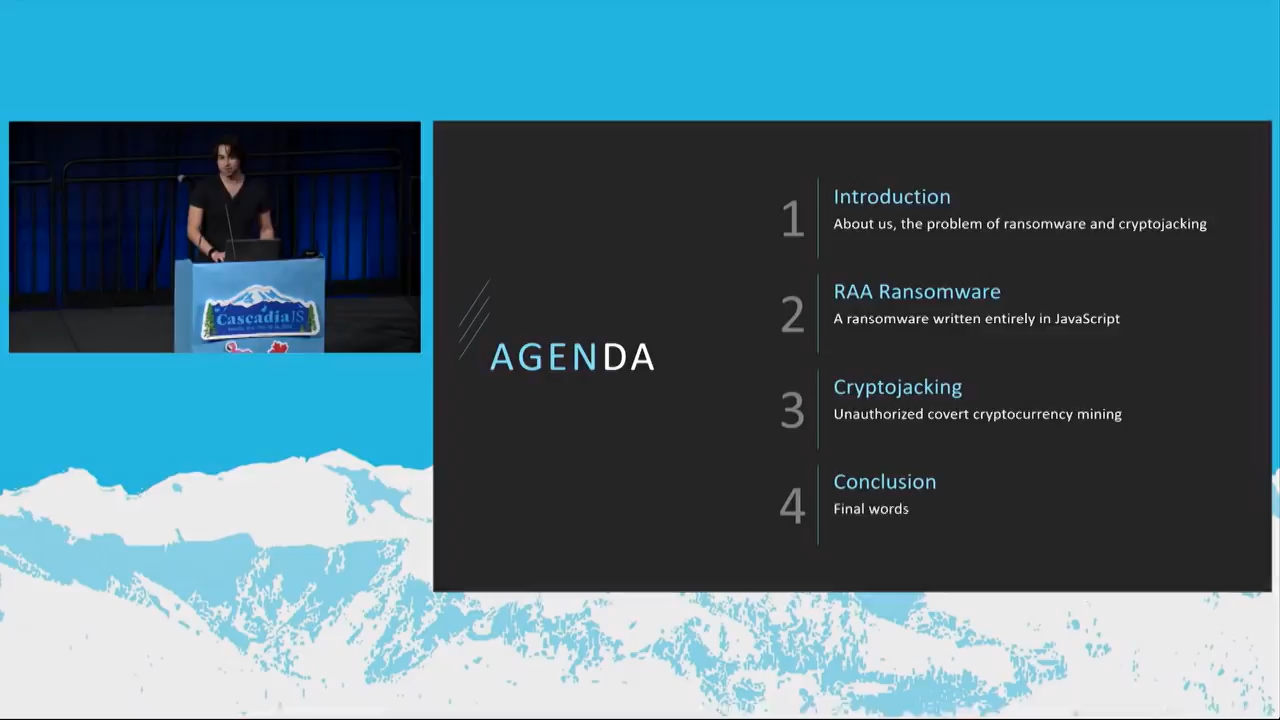 CascadiaJS
AGENDA
1
Introduction
About us, the problem of ransomware and cryptojacking
2
RAA Ransomware
A ransomware written entirely in JavaScript
3
Cryptojacking
Unauthorized covert cryptocurrency mining
4
Conclusion
Final words